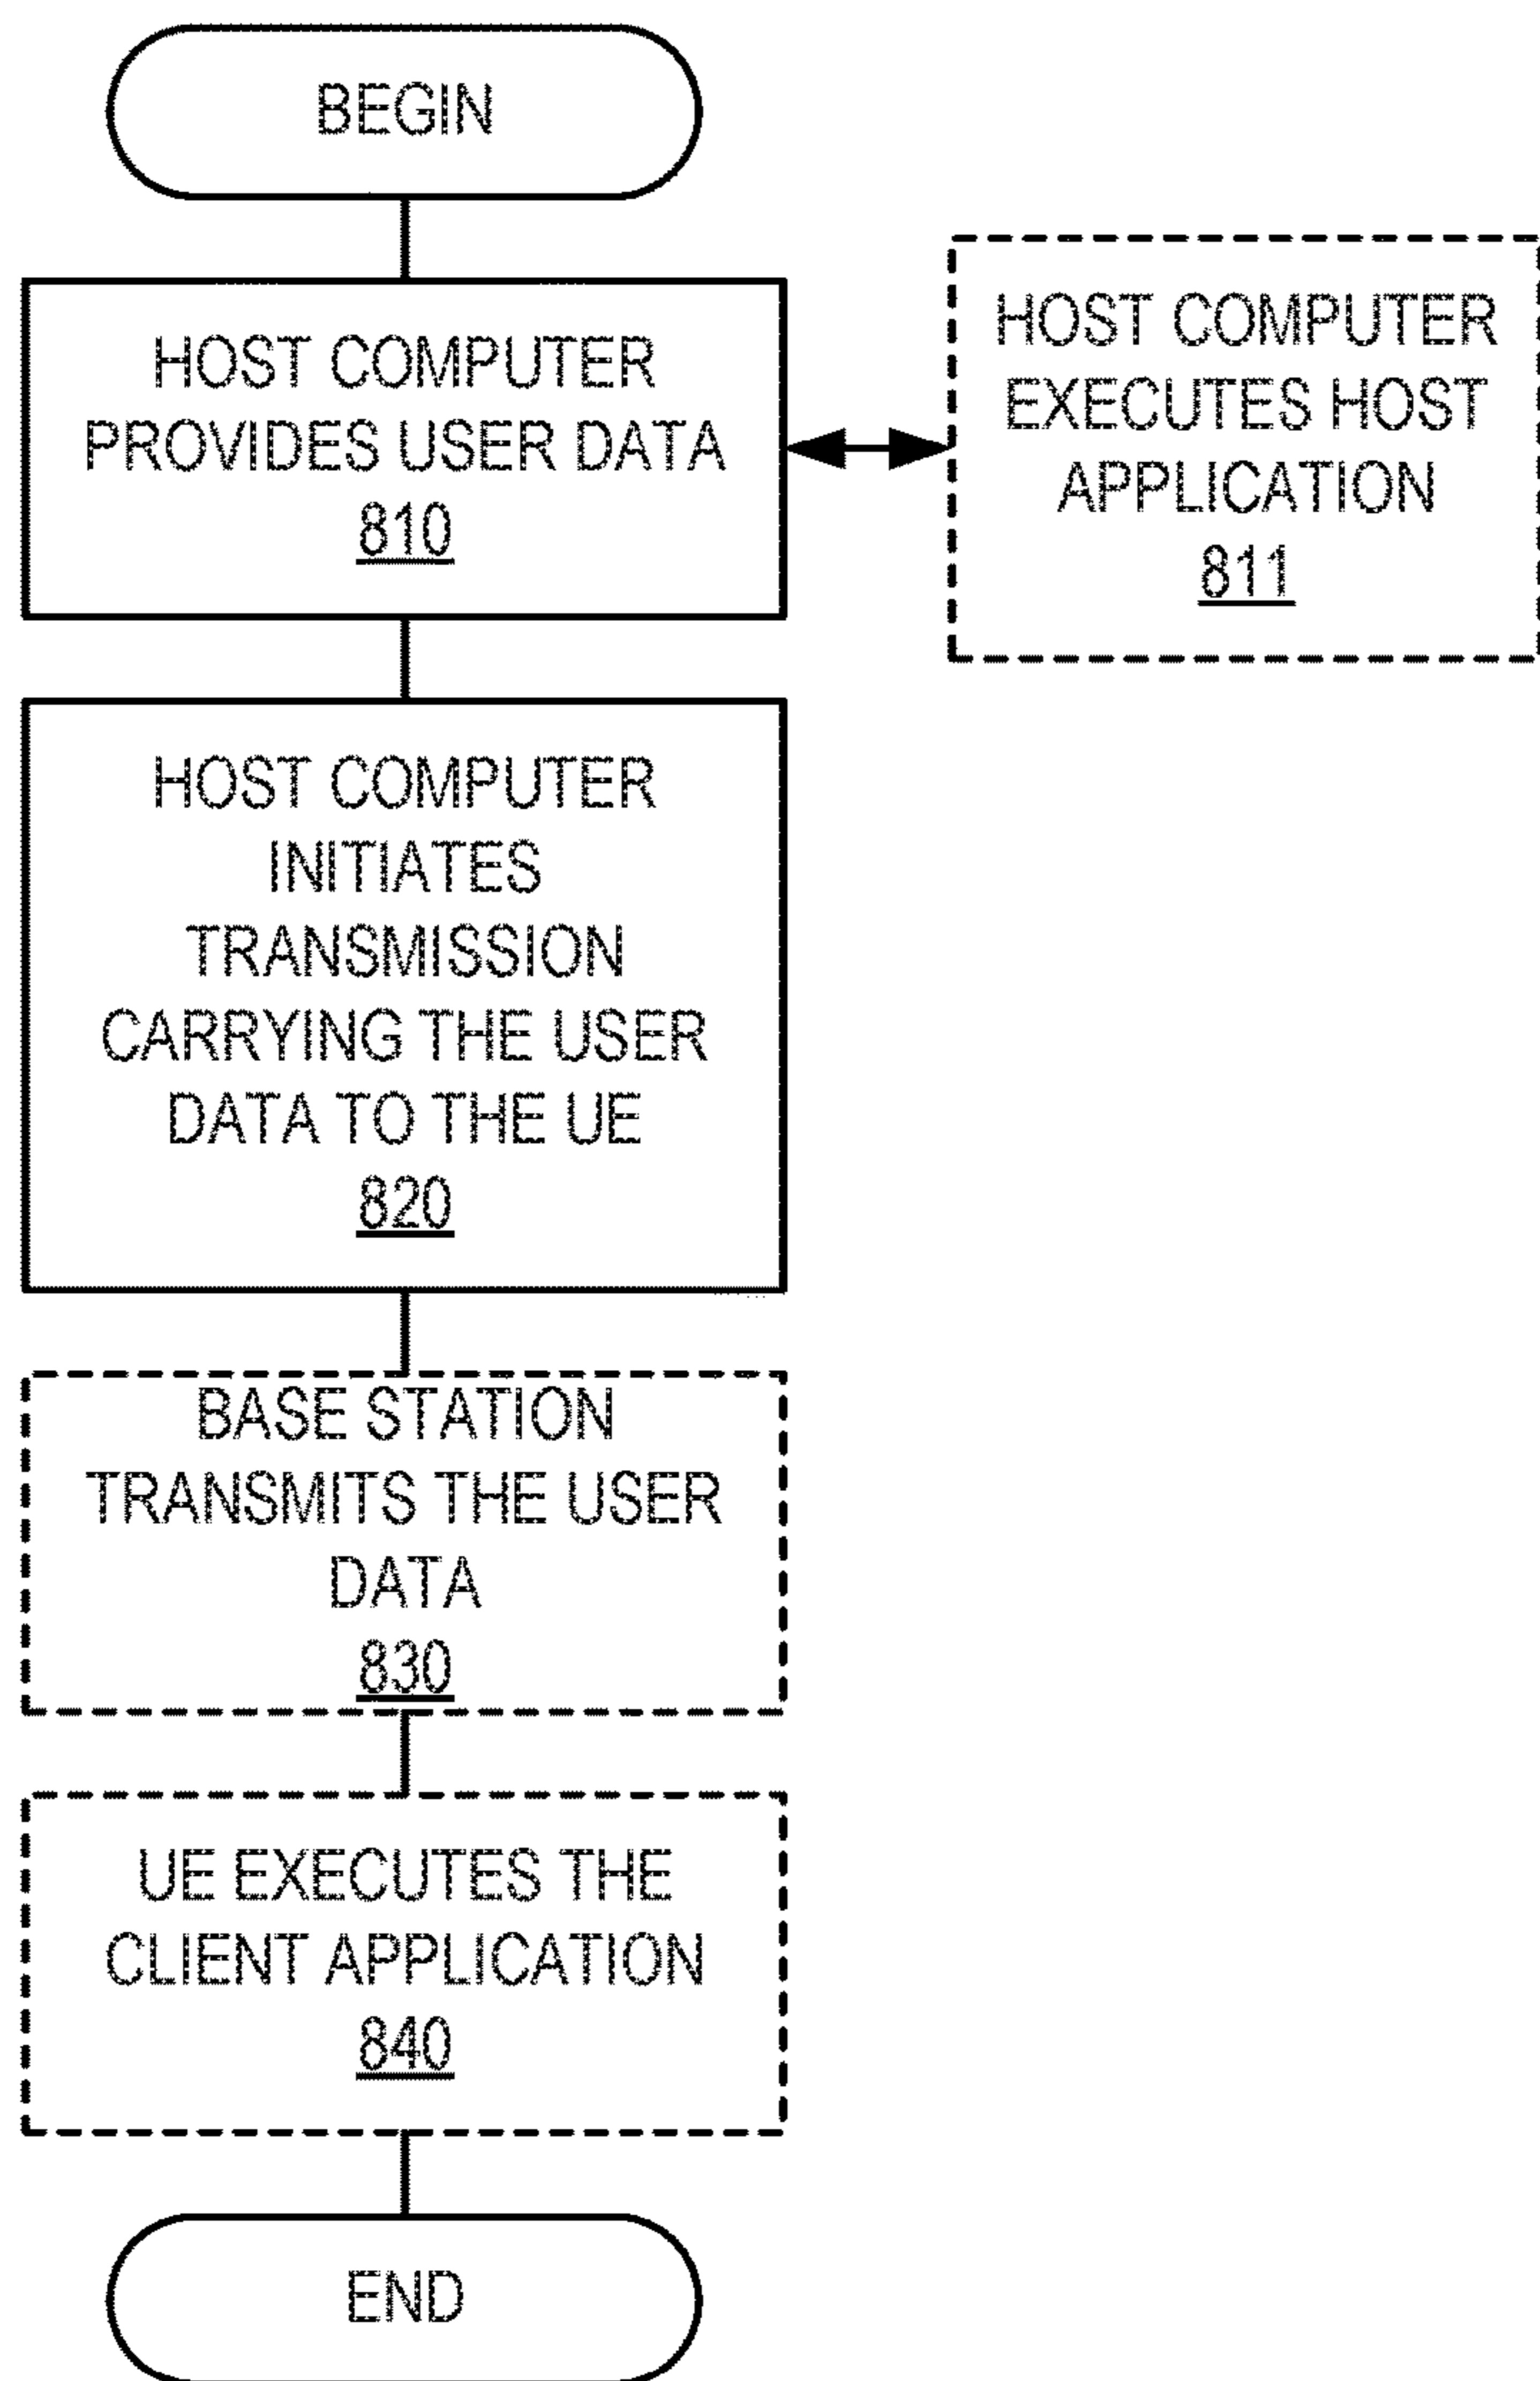 BEGIN
HOST COMPUTER
PROVIDES USER DATA
810
HOST COMPUTER
EXECUTES HOST
APPLICATION
811
HOST COMPUTER
INITIATES
TRANSMISSION
CARRYING THE USER
DATA TO THE UE
820
BASE STATION
TRANSMITS THE USER
DATA
830
UE EXECUTES THE
CLIENT APPLICATION
840
END